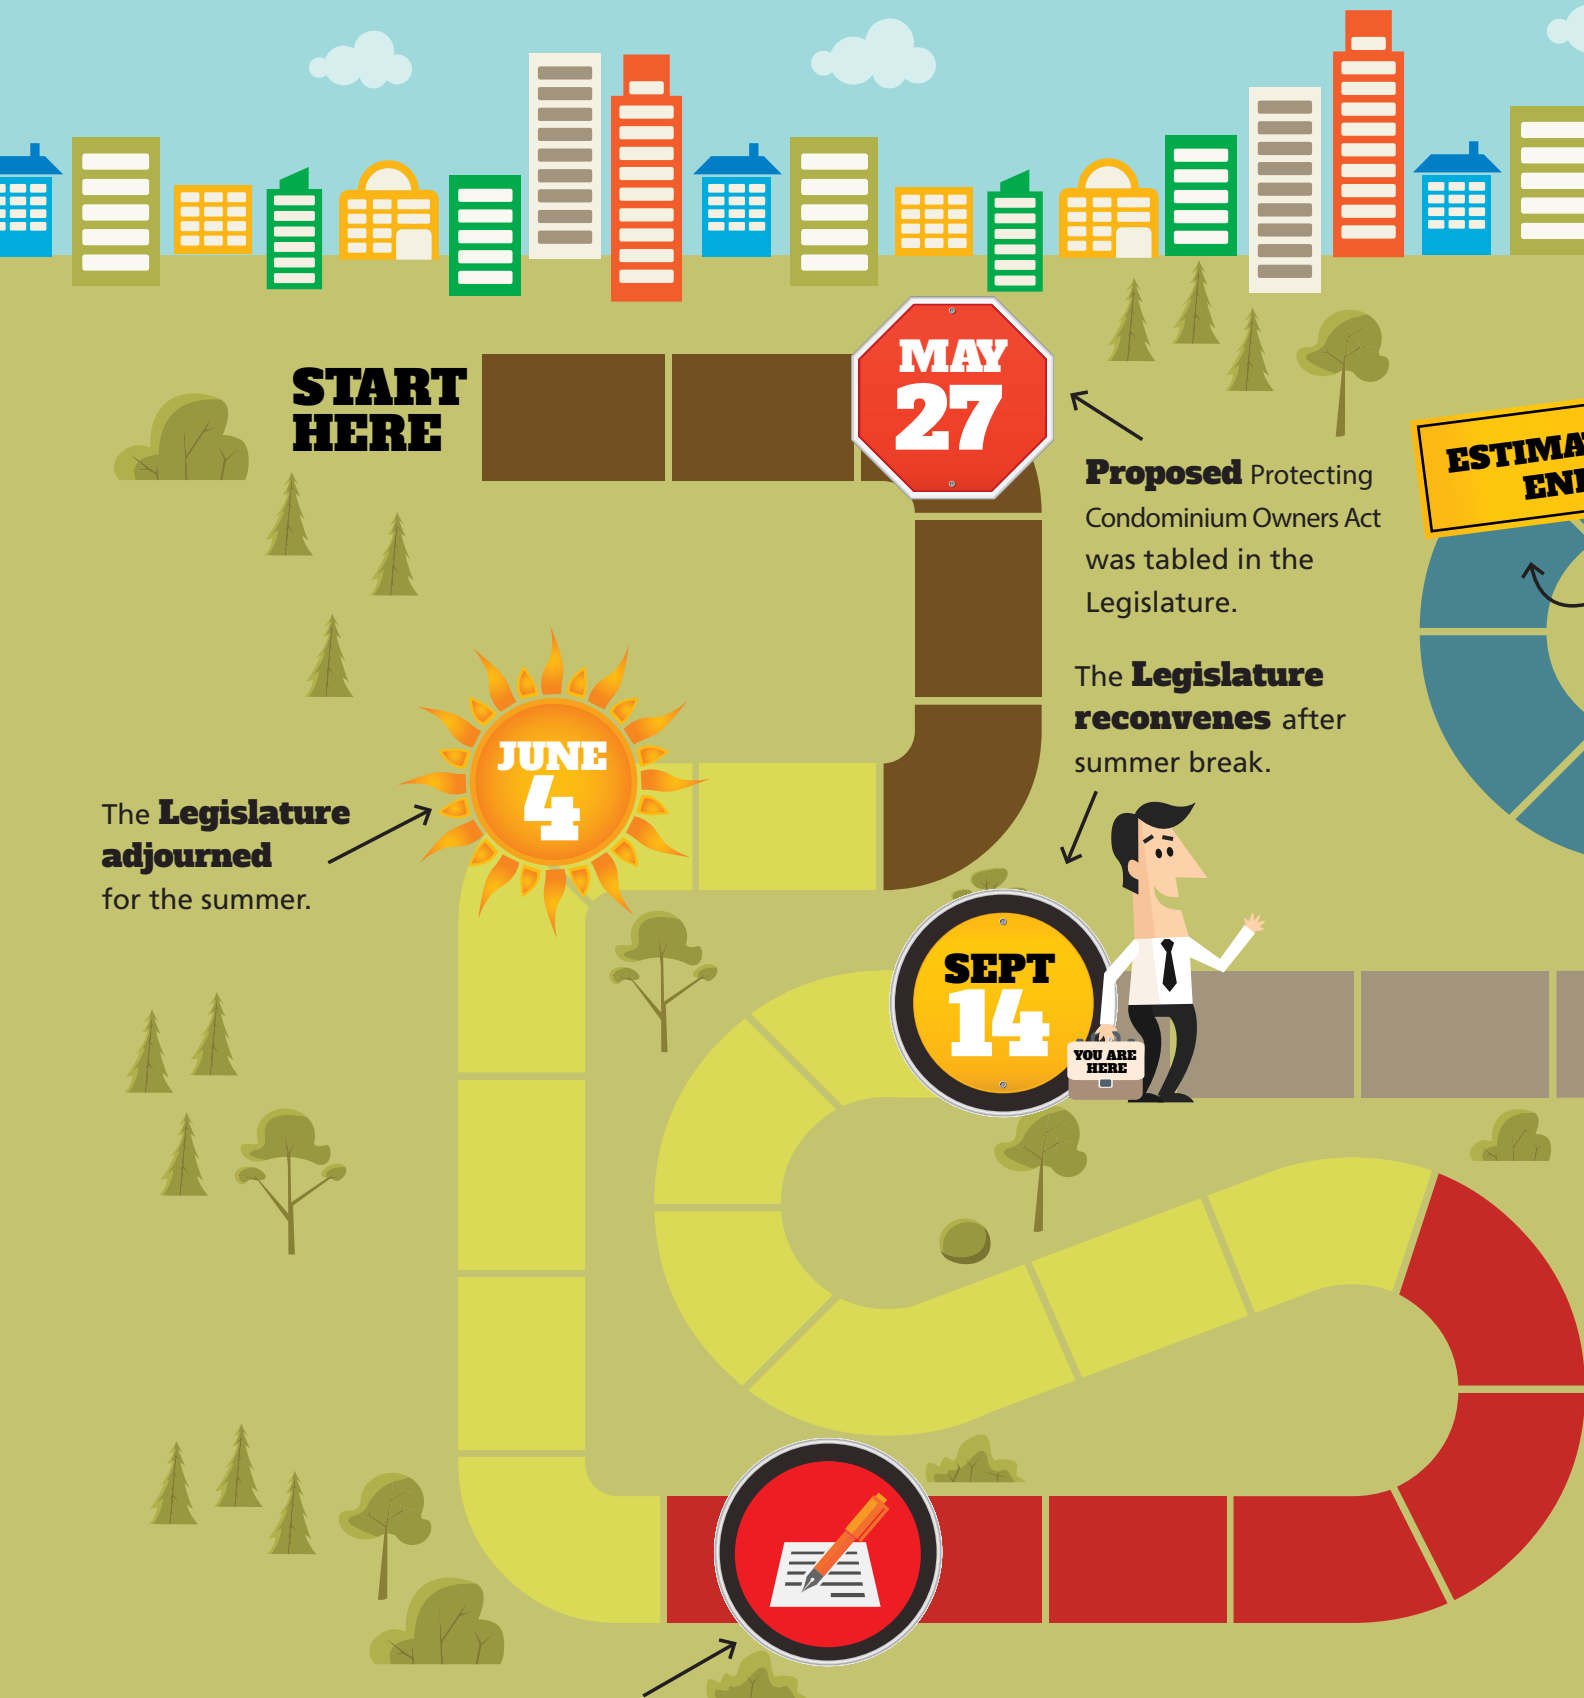 START
HERE
MAY
27
Proposed Protecting
Condominium Owners Act
was tabled in the
Legislature.
The Legislature
reconvenes after
summer break.
JUNE
4
The Legislature
adjourned
for the summer.
SEPT
14
YOU ARE
HERE